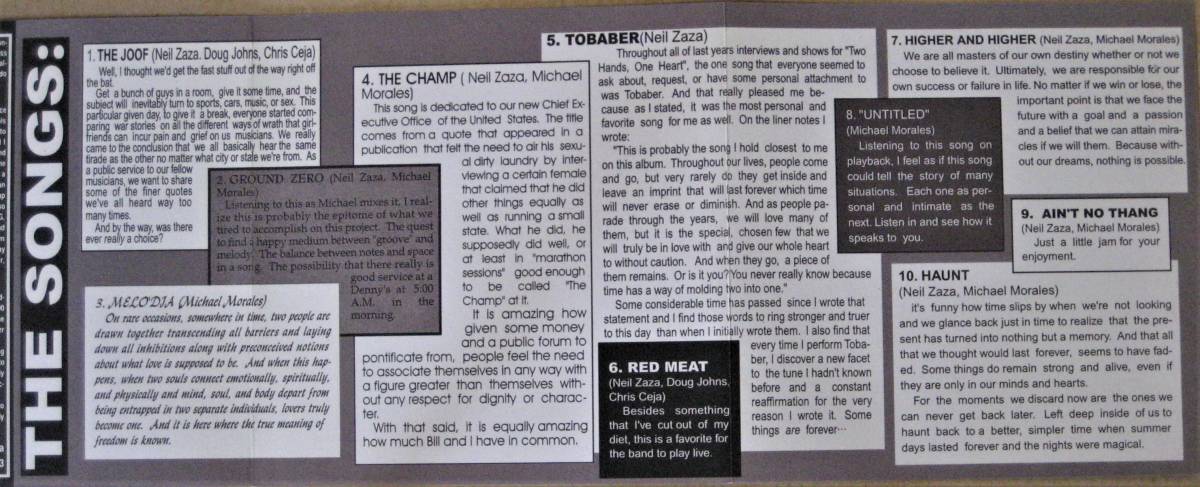 THE SONGS:
1. THE JOOF (Neil Zaza. Doug Johns, Chris Ceja)
Well, I thought we'd get the fast stuff out of the way right off
the bat.
Get a bunch of guys in a room, give it some time, and the
subject will inevitably turn to sports, cars, music, or sex. This
particular given day, to give it a break, everyone started com-
paring war stories on all the different ways of wrath that girl-
friends can incur pain and grief on us musicians. We really
came to the conclusion that we all basically hear the same
tirade as the other no matter what city or state we're from. As
a public service to our fellow
musicians, we want to share
some of the finer quotes
we've all heard way too
many times.
And by the way, was there
ever really a choice?
2. GROUND ZERO (Neil Zaza, Michael
Morales)
Listening to this as Michael mixes it, I real-
ize this is probably the epitome of what we
tired to accomplish on this project. The quest
to find a happy medium between "groove" and
melody. The balance between notes and space
in a song. The possibility that there really is
good service at a
Denny's at 5:00
A.M. in the
morning.
3. MELO'DIA (Michael Morales)
On rare occasions, somewhere in time, two people are
drawn together transcending all barriers and laying
down all inhibitions along with preconceived notions
about what love is supposed to be. And when this hap-
pens, when two souls connect emotionally, spiritually,
and physically and mind, soul, and body depart from
being entrapped in two separate individuals, lovers truly
become one. And it is here where the true meaning of
freedom is known.
4. THE CHAMP ( Neil Zaza, Michael
Morales)
This song is dedicated to our new Chief Ex-
ecutive Office of the United States. The title
comes from a quote that appeared in a
publication that felt the need to air his sexu-
al dirty laundry by inter-
viewing a certain female
that claimed that he did
other things equally as
well as running a small
state. What he did, he
supposedly did well, or
at least in "marathon
sessions" good enough
to be called "The
Champ" at it.
It is amazing how
given some money
and a public forum to
pontificate from, people feel the need
to associate themselves in any way with
a figure greater than themselves with-
out any respect for dignity or charac-
ter.
With that said, it is equally amazing
how much Bill and I have in common.
5. TOBABER(Neil Zaza)
Throughout all of last years interviews and shows for "Two
Hands, One Heart", the one song that everyone seemed to
ask about, request, or have some personal attachment to
was Tobaber. And that really pleased me be-
cause as I stated, it was the most personal and
favorite song for me as well. On the liner notes I
wrote:
"This is probably the song I hold closest to me
on this album. Throughout our lives, people come
and go, but very rarely do they get inside and
leave an imprint that will last forever which time
will never erase or diminish. And as people pa-
rade through the years, we will love many of
them, but it is the special, chosen few that we
will truly be in love with and give our whole heart
to without caution. And when they go, a piece of
them remains. Or is it you? You never really know because
time has a way of molding two into one."
Some considerable time has passed since I wrote that
statement and I find those words to ring stronger and truer
to this day than when I initially wrote them. I also find that
every time I perform Toba-
ber, I discover a new facet
to the tune I hadn't known
before and a constant
reaffirmation for the very
reason I wrote it. Some
things are forever...
6. RED MEAT
(Neil Zaza, Doug Johns,
Chris Ceja)
Besides something
that I've cut out of my
diet, this is a favorite for
the band to play live.
7. HIGHER AND HIGHER (Neil Zaza, Michael Morales)
We are all masters of our own destiny whether or not we
choose to believe it. Ultimately, we are responsible for our
own success or failure in life. No matter if we win or lose, the
important point is that we face the
future with a goal and a passion
and a belief that we can attain mira-
cles if we will them. Because with-
out our dreams, nothing is possible.
8. "UNTITLED"
(Michael Morales)
Listening to this song on
playback, I feel as if this song
could tell the story of many
situations. Each one as per-
sonal and intimate as the
next. Listen in and see how it
speaks to you.
9. AIN'T NO THANG
(Neil Zaza, Michael Morales)
Just a little jam for your
enjoyment.
10. HAUNT
(Neil Zaza, Michael Morales)
it's funny how time slips by when we're not looking
and we glance back just in time to realize that the pre-
sent has turned into nothing but a memory. And that all
that we thought would last forever, seems to have fad-
ed. Some things do remain strong and alive, even if
they are only in our minds and hearts.
For the moments we discard now are the ones we
can never get back later. Left deep inside of us to
haunt back to a better, simpler time when summer
days lasted forever and the nights were magical.